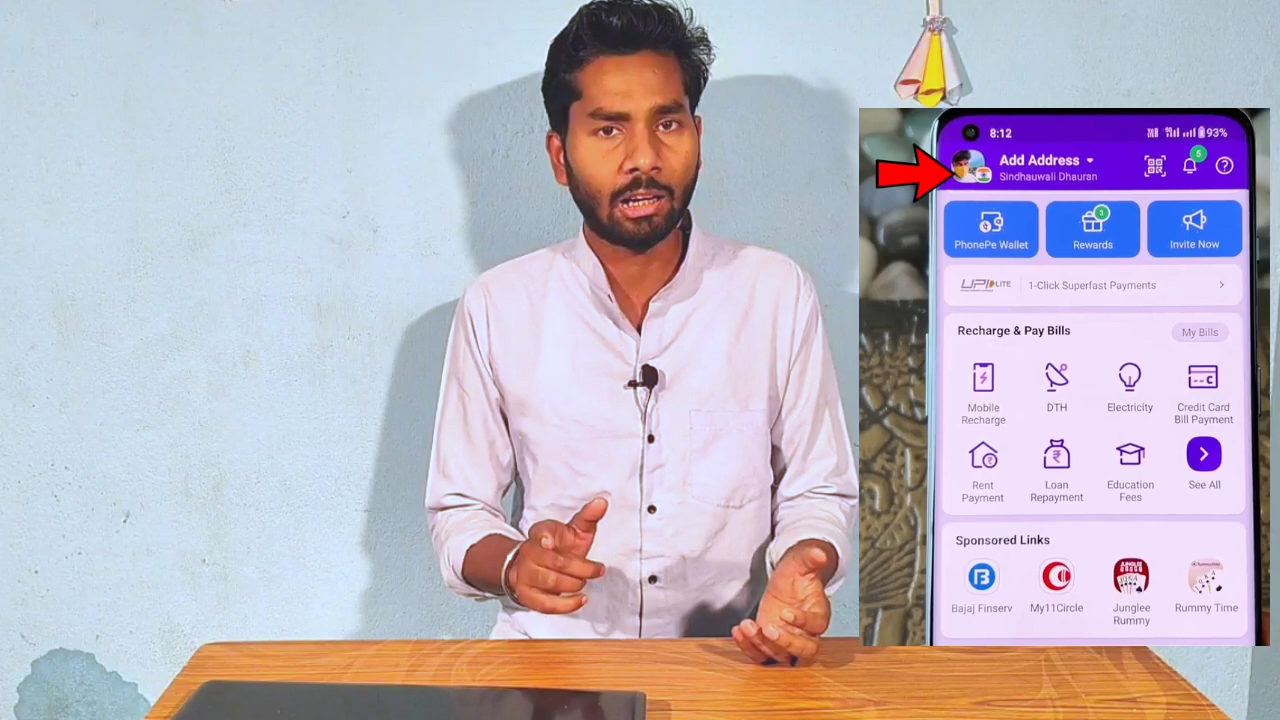 8:12
93%
Add Address
Sindhauwali Dhauran
5
PhonePe Wallet
3
Rewards
Invite Now
UPI LITE
1-Click Superfast Payments
Recharge & Pay Bills
My Bills
Mobile
Recharge
DTH
Electricity
Credit Card
Bill Payment
Rent
Payment
Loan
Repayment
Education
Fees
See All
Sponsored Links
Bajaj Finserv
My11Circle
JUNGLEE
Junglee
Rummy
Rummy Time